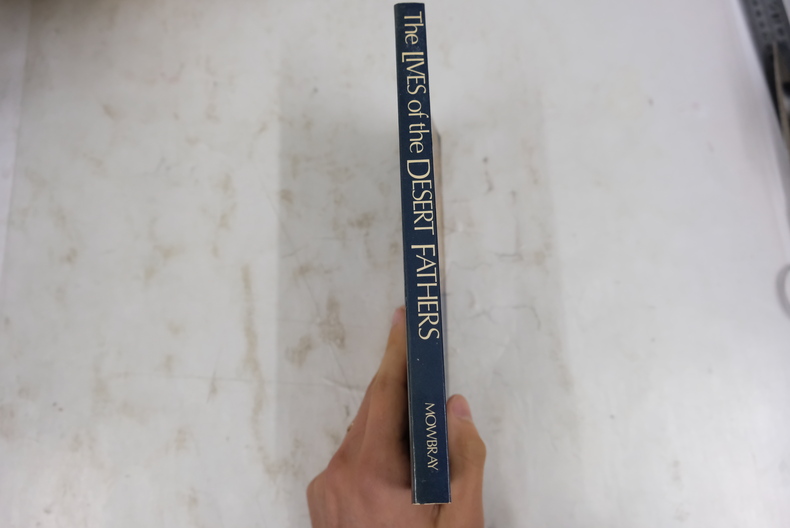 The LIVES of the DESERT FATHERS
MOWBRAY